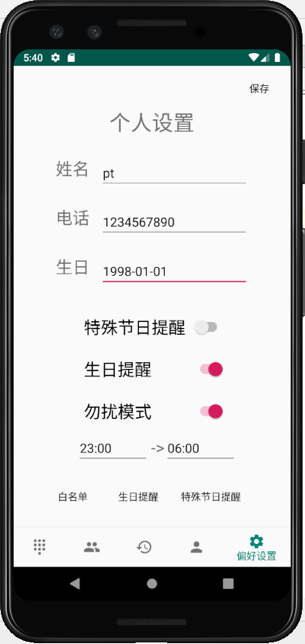 5:40
保存
个人设置
姓名 pt
电话 1234567890
生日 1998-01-01
特殊节日提醒
生日提醒
勿扰模式
23:00 -> 06:00
白名单 生日提醒 特殊节日提醒
偏好设置